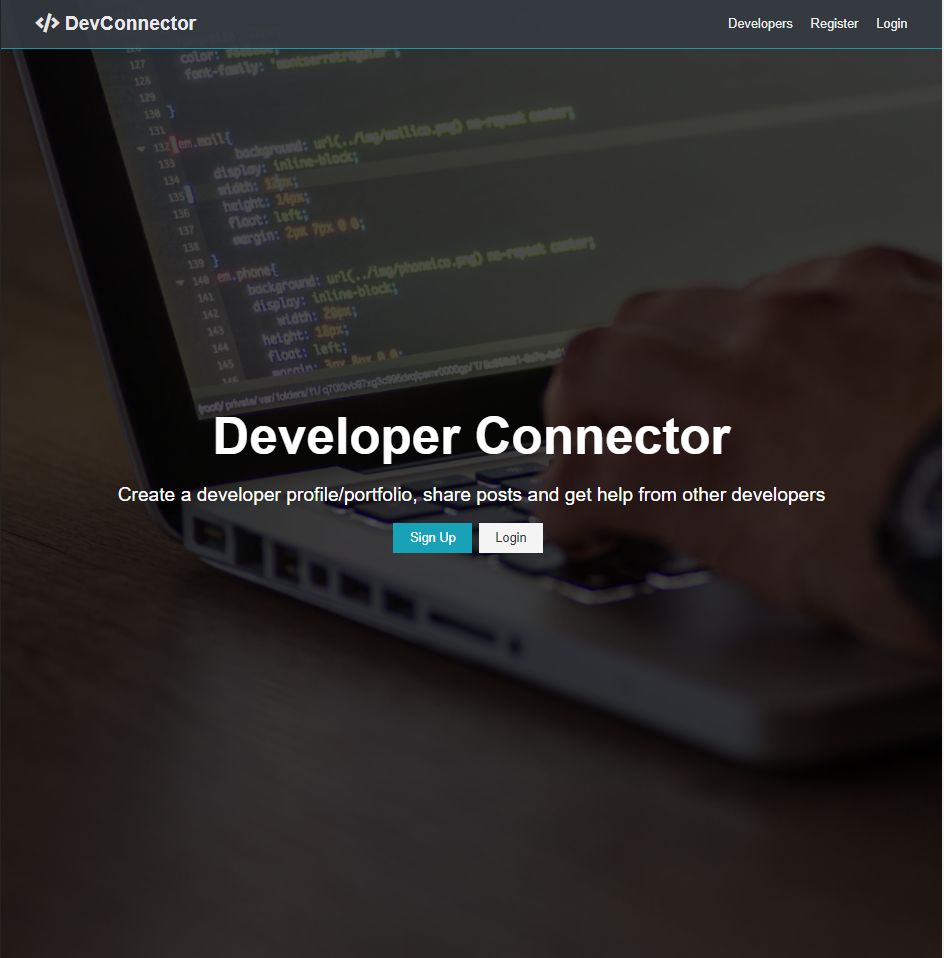 DevConnector
Developers Register Login
127
128
font-family: 'montserratregular';
129
130 }
131
132 em.mail{
133 background: url(../img/mailico.png) no-repeat center;
134 display: inline-block;
135 width: 12px;
136 height: 14px;
137 float: left;
138 margin: 2px 7px 0 0;
139 }
140 em.phone{
141 background: url(../img/phoneico.png) no-repeat center;
142 display: inline-block;
143 width: 20px;
144 height: 18px;
145 float: left;
146
Developer Connector
Create a developer profile/portfolio, share posts and get help from other developers
Sign Up
Login